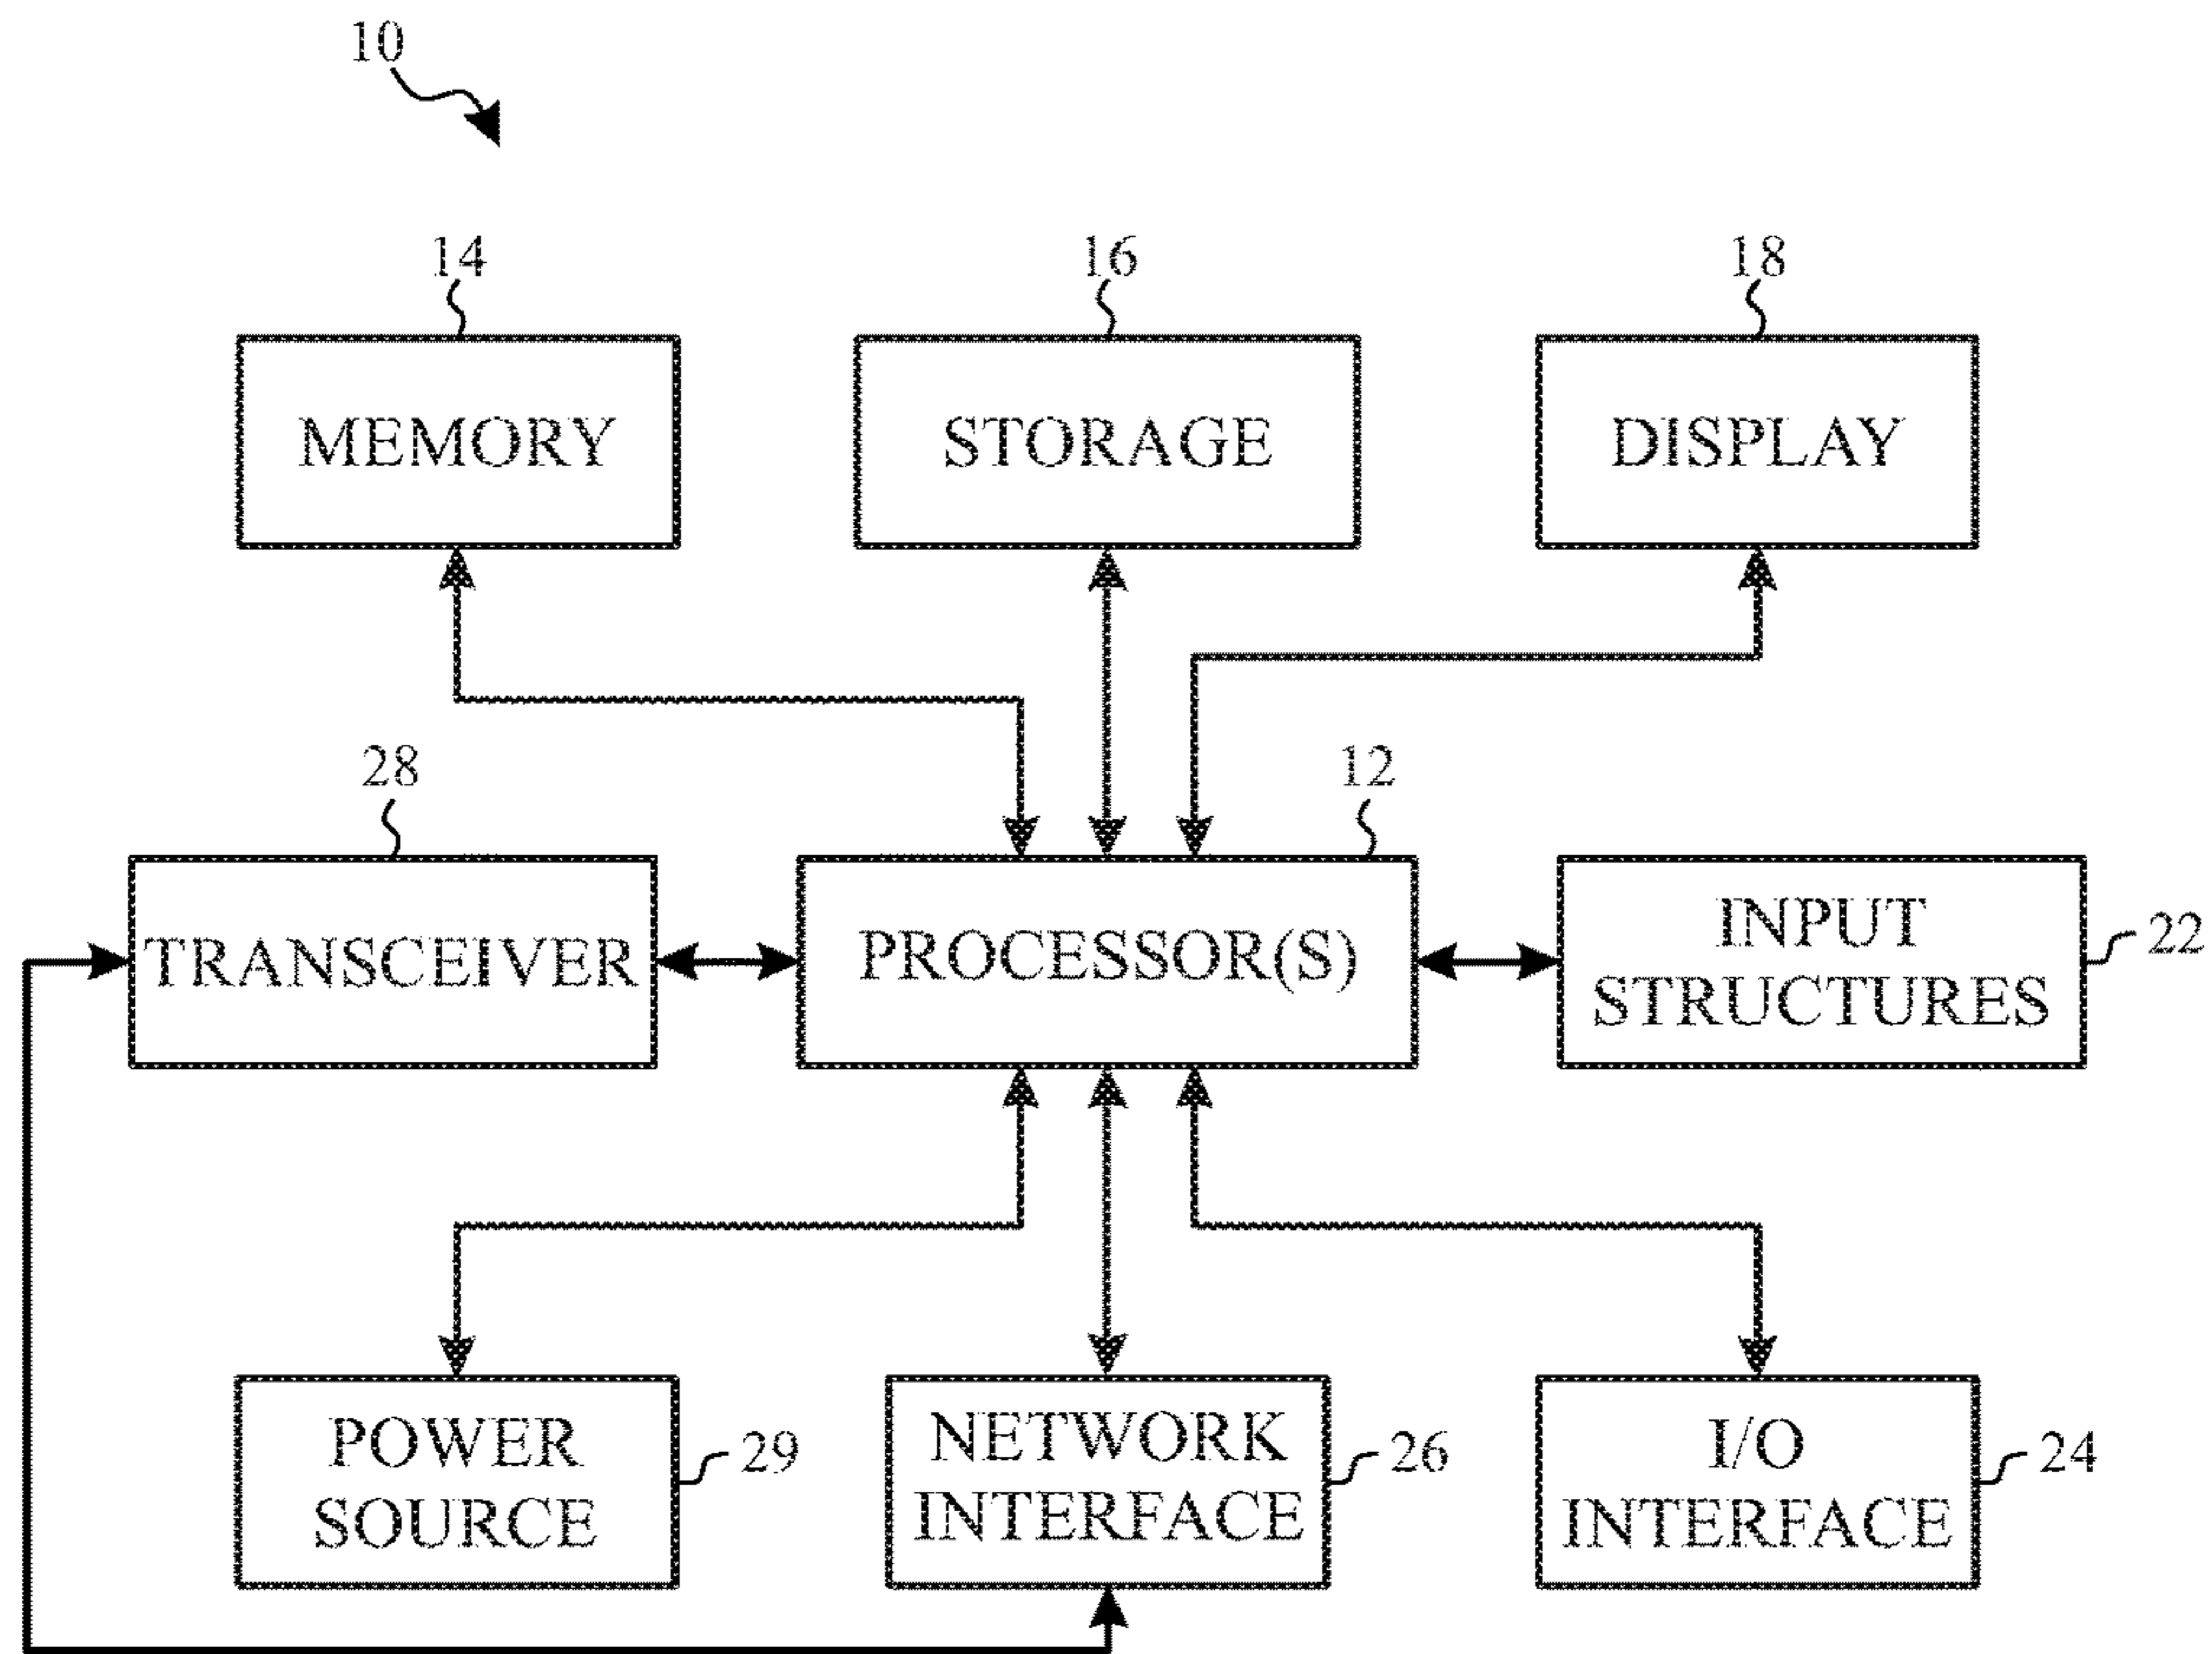 10
14
16
18
MEMORY
STORAGE
DISPLAY
28
12
TRANSCEIVER
PROCESSOR(S)
INPUT
STRUCTURES
22
POWER
SOURCE
29
NETWORK
INTERFACE
26
I/O
INTERFACE
24